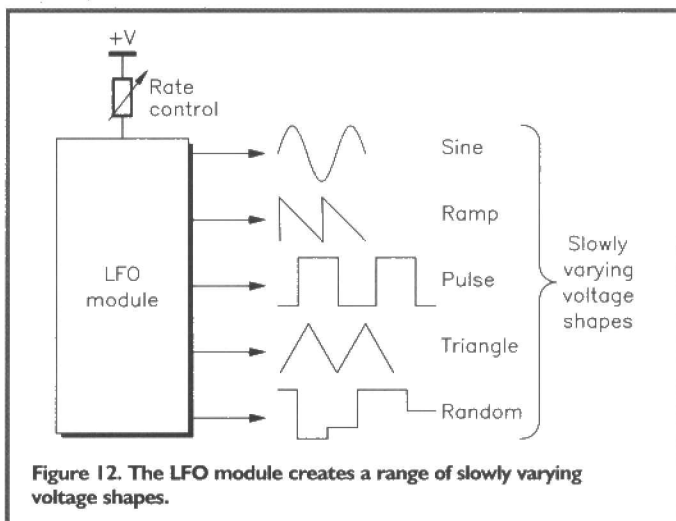 +V
Rate
control
LFO
module
Sine
Ramp
Pulse
Triangle
Random
Slowly
varying
voltage
shapes
Figure 12. The LFO module creates a range of slowly varying
voltage shapes.